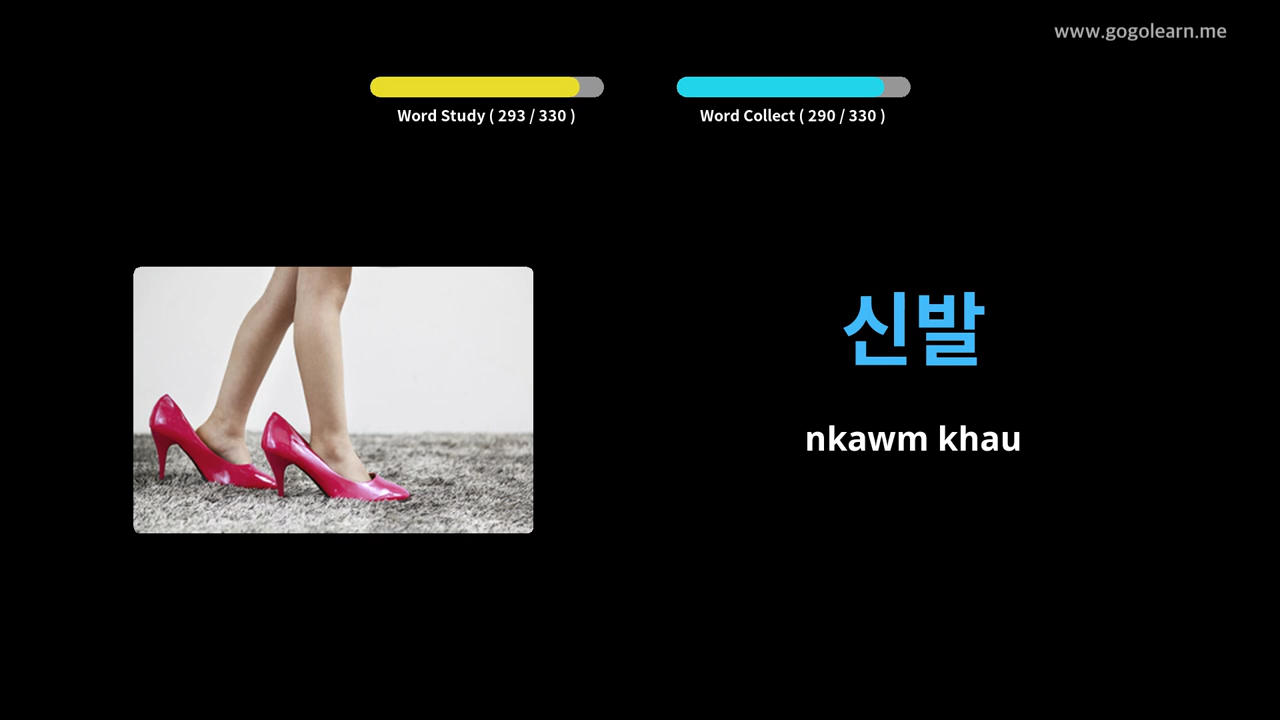 www.gogolearn.me
Word Study ( 293 / 330 )
Word Collect ( 290 / 330 )
신발
nkawm khau